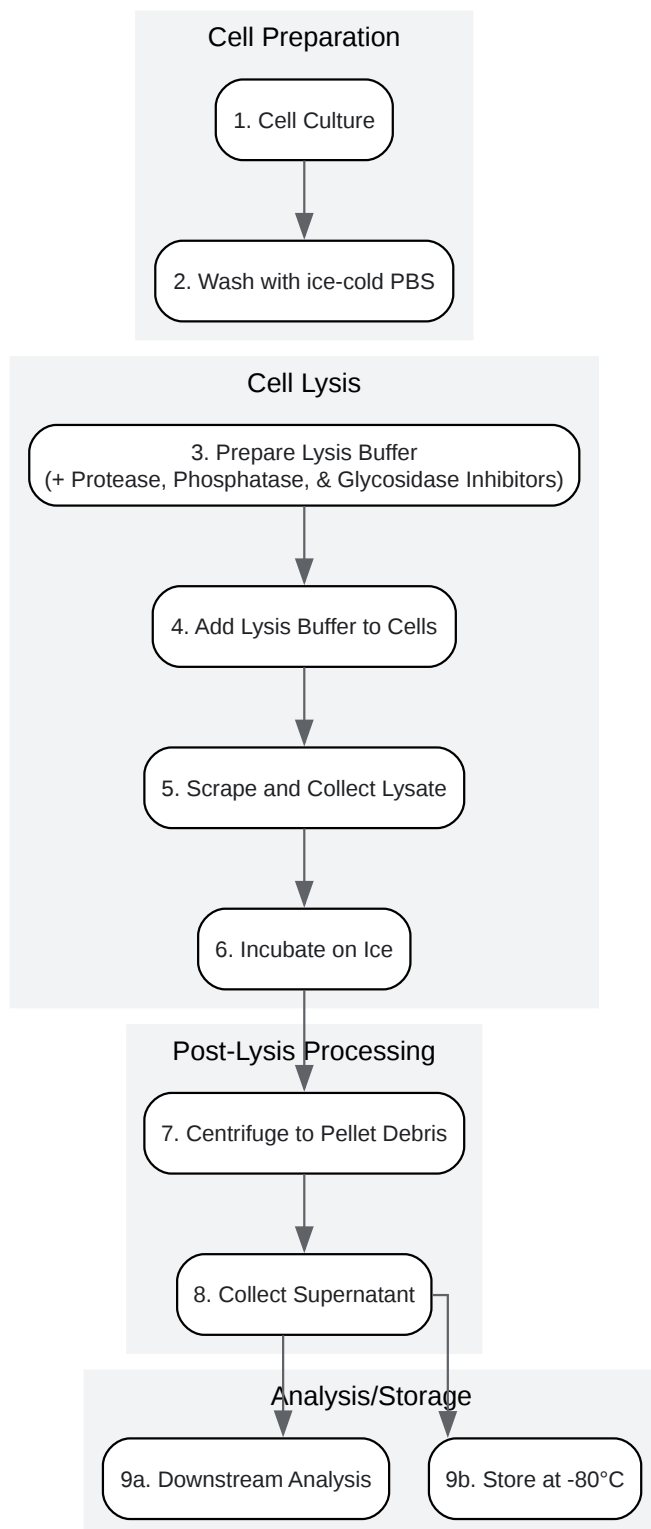 Cell Preparation
1. Cell Culture
2. Wash with ice-cold PBS
Cell Lysis
3. Prepare Lysis Buffer
(+ Protease, Phosphatase, & Glycosidase Inhibitors)
4. Add Lysis Buffer to Cells
5. Scrape and Collect Lysate
6. Incubate on Ice
Post-Lysis Processing
7. Centrifuge to Pellet Debris
8. Collect Supernatant
Analysis/Storage
9a. Downstream Analysis
9b. Store at -80°C